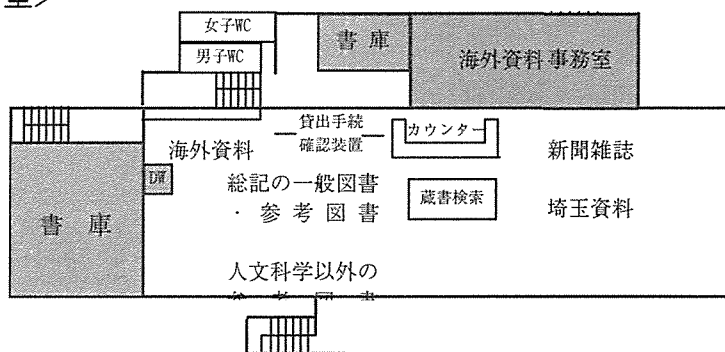 室＞
女子WC
男子WC
書 庫
海外資料事務室
海外資料
貸出手続
確認装置
カウンター
新聞雑誌
DW
総記の一般図書
・参考図書
蔵書検索
埼玉資料
書 庫
人文科学以外の